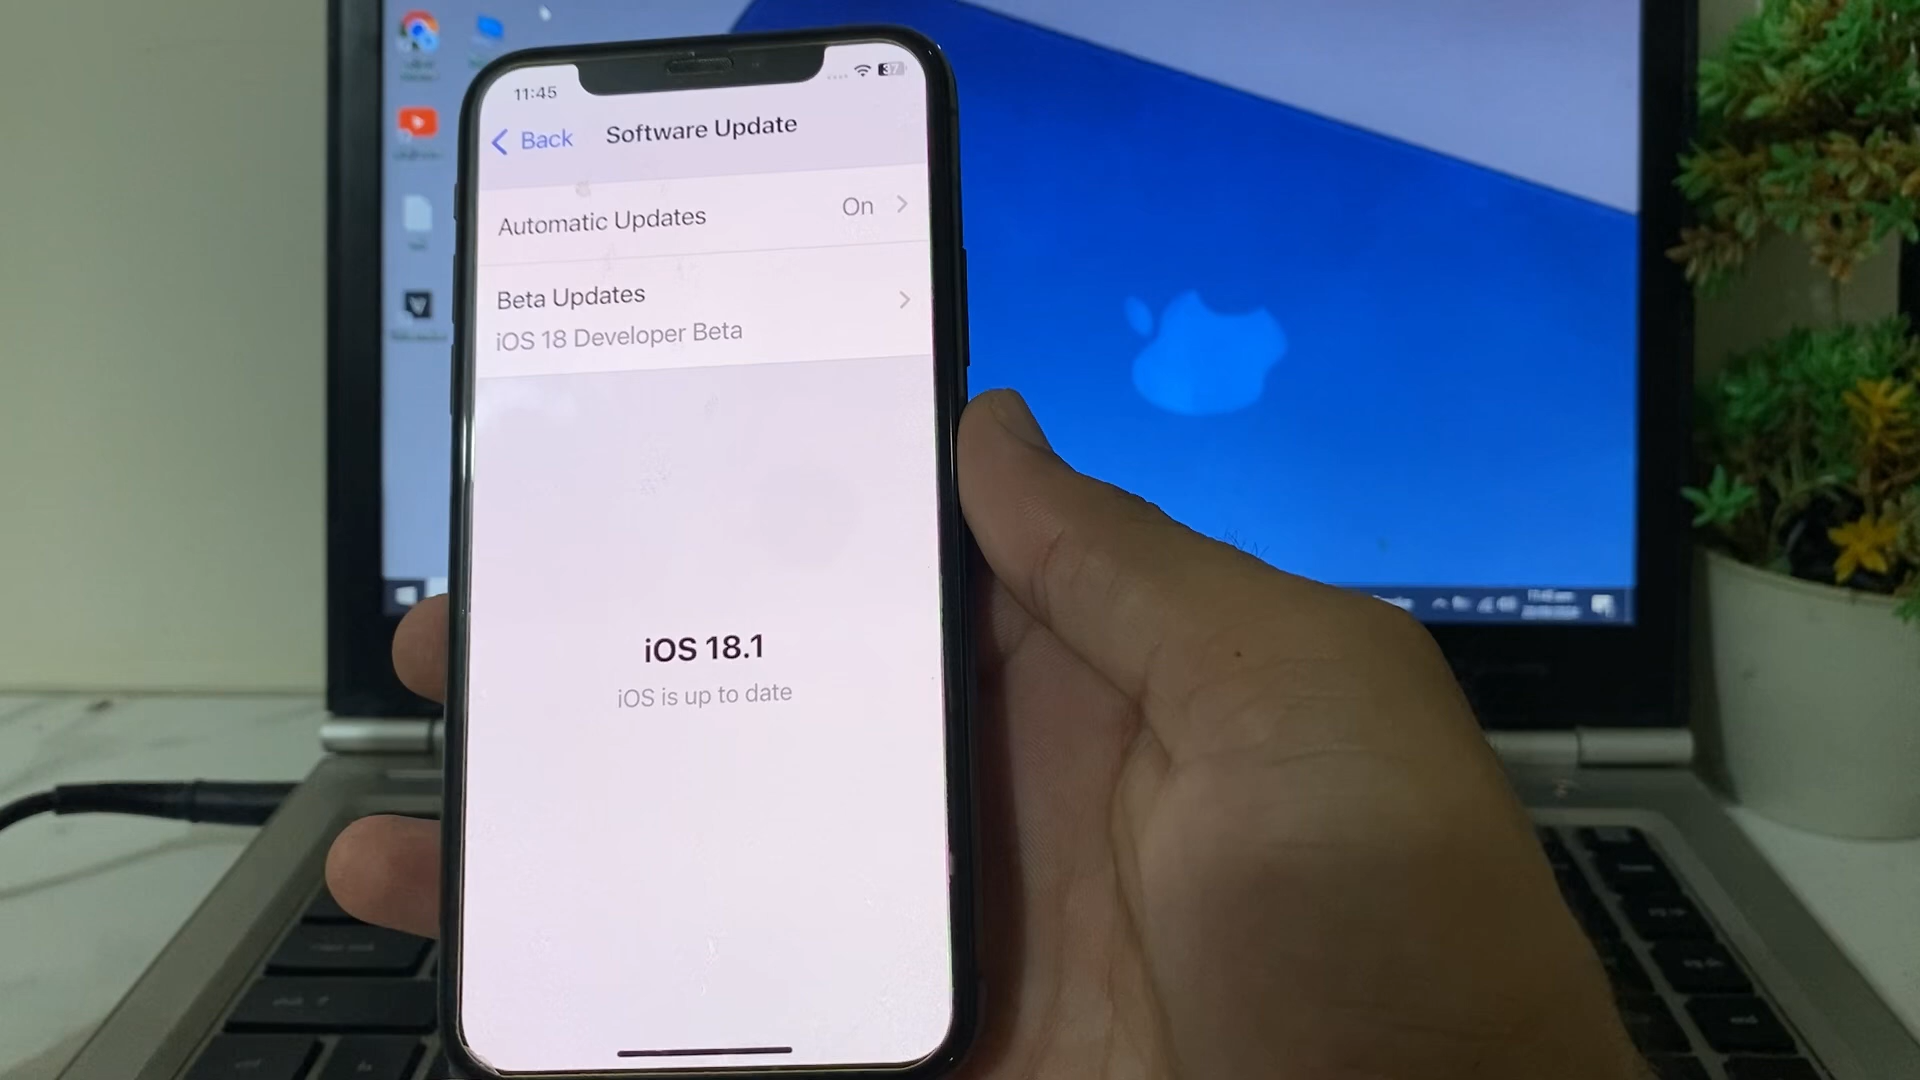 11:45
37
Back
Software Update
Automatic Updates
On
Beta Updates
iOS 18 Developer Beta
iOS 18.1
iOS is up to date